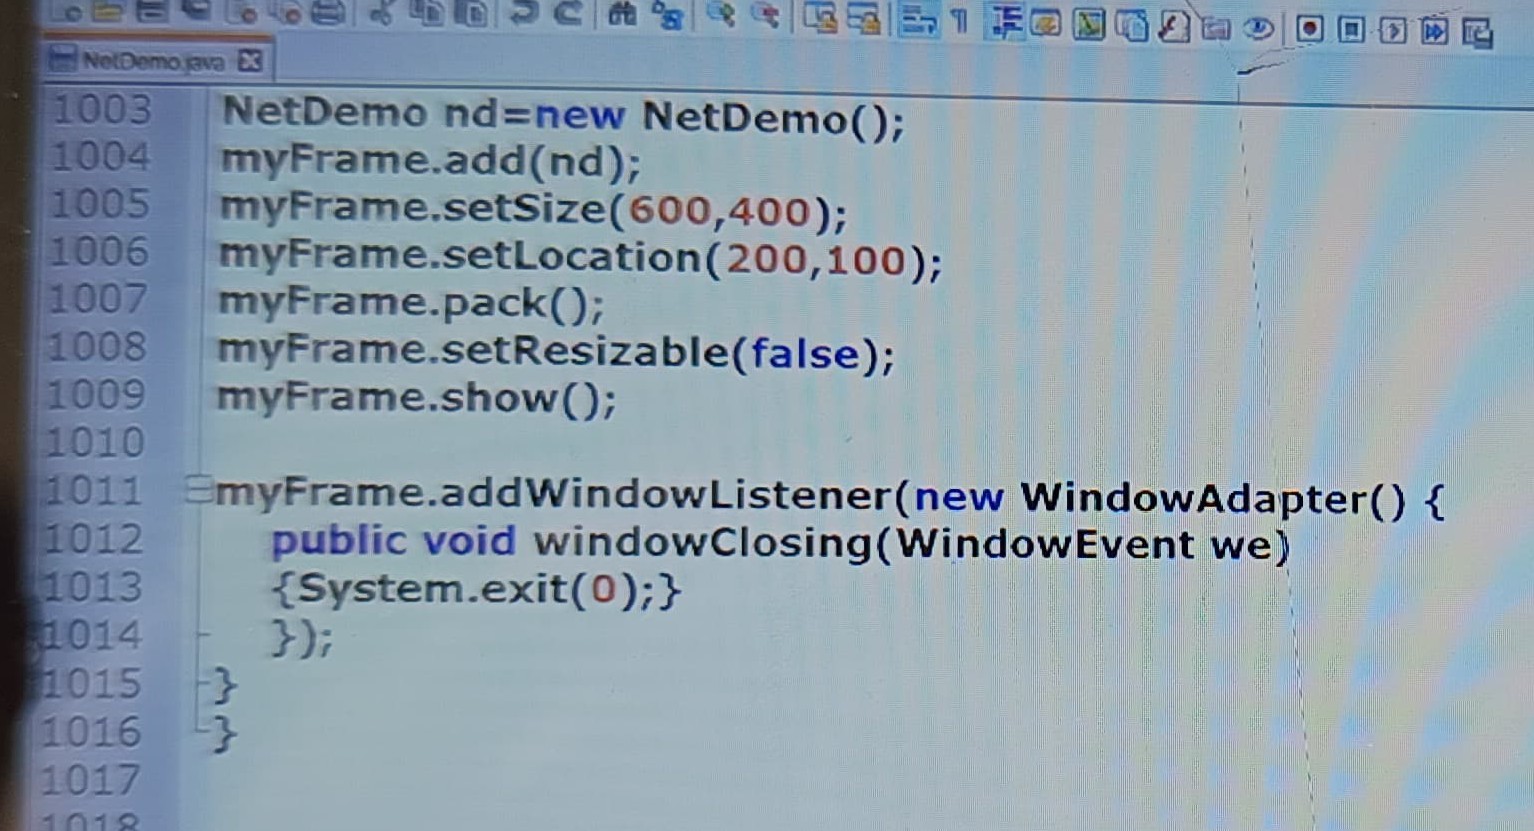 NetDemo.java
1003 NetDemo nd=new NetDemo();
1004 myFrame.add(nd);
1005 myFrame.setSize(600,400);
1006 myFrame.setLocation(200,100);
1007 myFrame.pack();
1008 myFrame.setResizable(false);
1009 myFrame.show();
1010
1011 myFrame.addWindowListener(new WindowAdapter() {
1012 public void windowClosing(WindowEvent we)
1013 {System.exit(0);}
1014 });
1015 }
1016 }
1017
1018